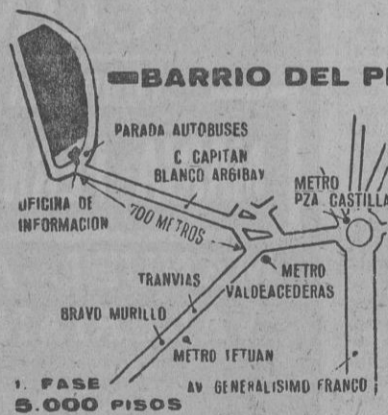 BARRIO DEL
PARADA AUTOBUSES
C CAPITAN
BLANCO ARGIBAY
METRO
PZA. CASTILLA
OFICINA DE
INFORMACION
700 METROS
TRANVIAS
METRO
VALDEACEDERAS
BRAVO MURILLO
METRO TETUAN
1. FASE
5.000 PISOS
AV GENERALISIMO FRANCO